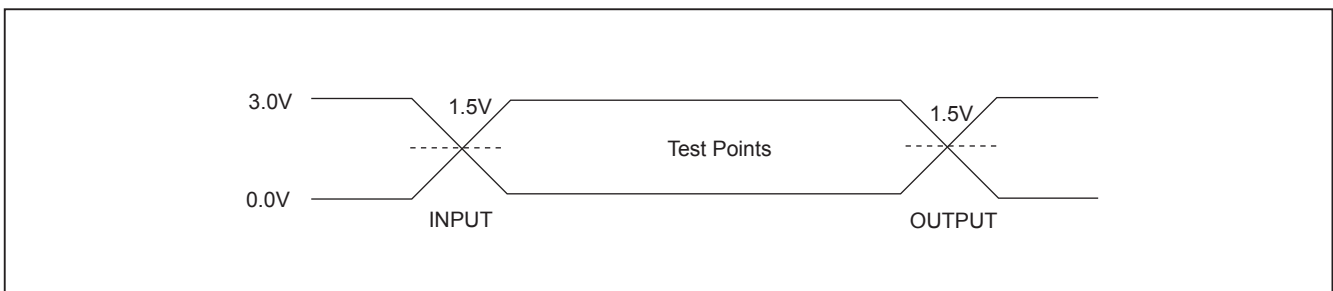 3.0V
1.5V
1.5V
Test Points
0.0V
INPUT
OUTPUT